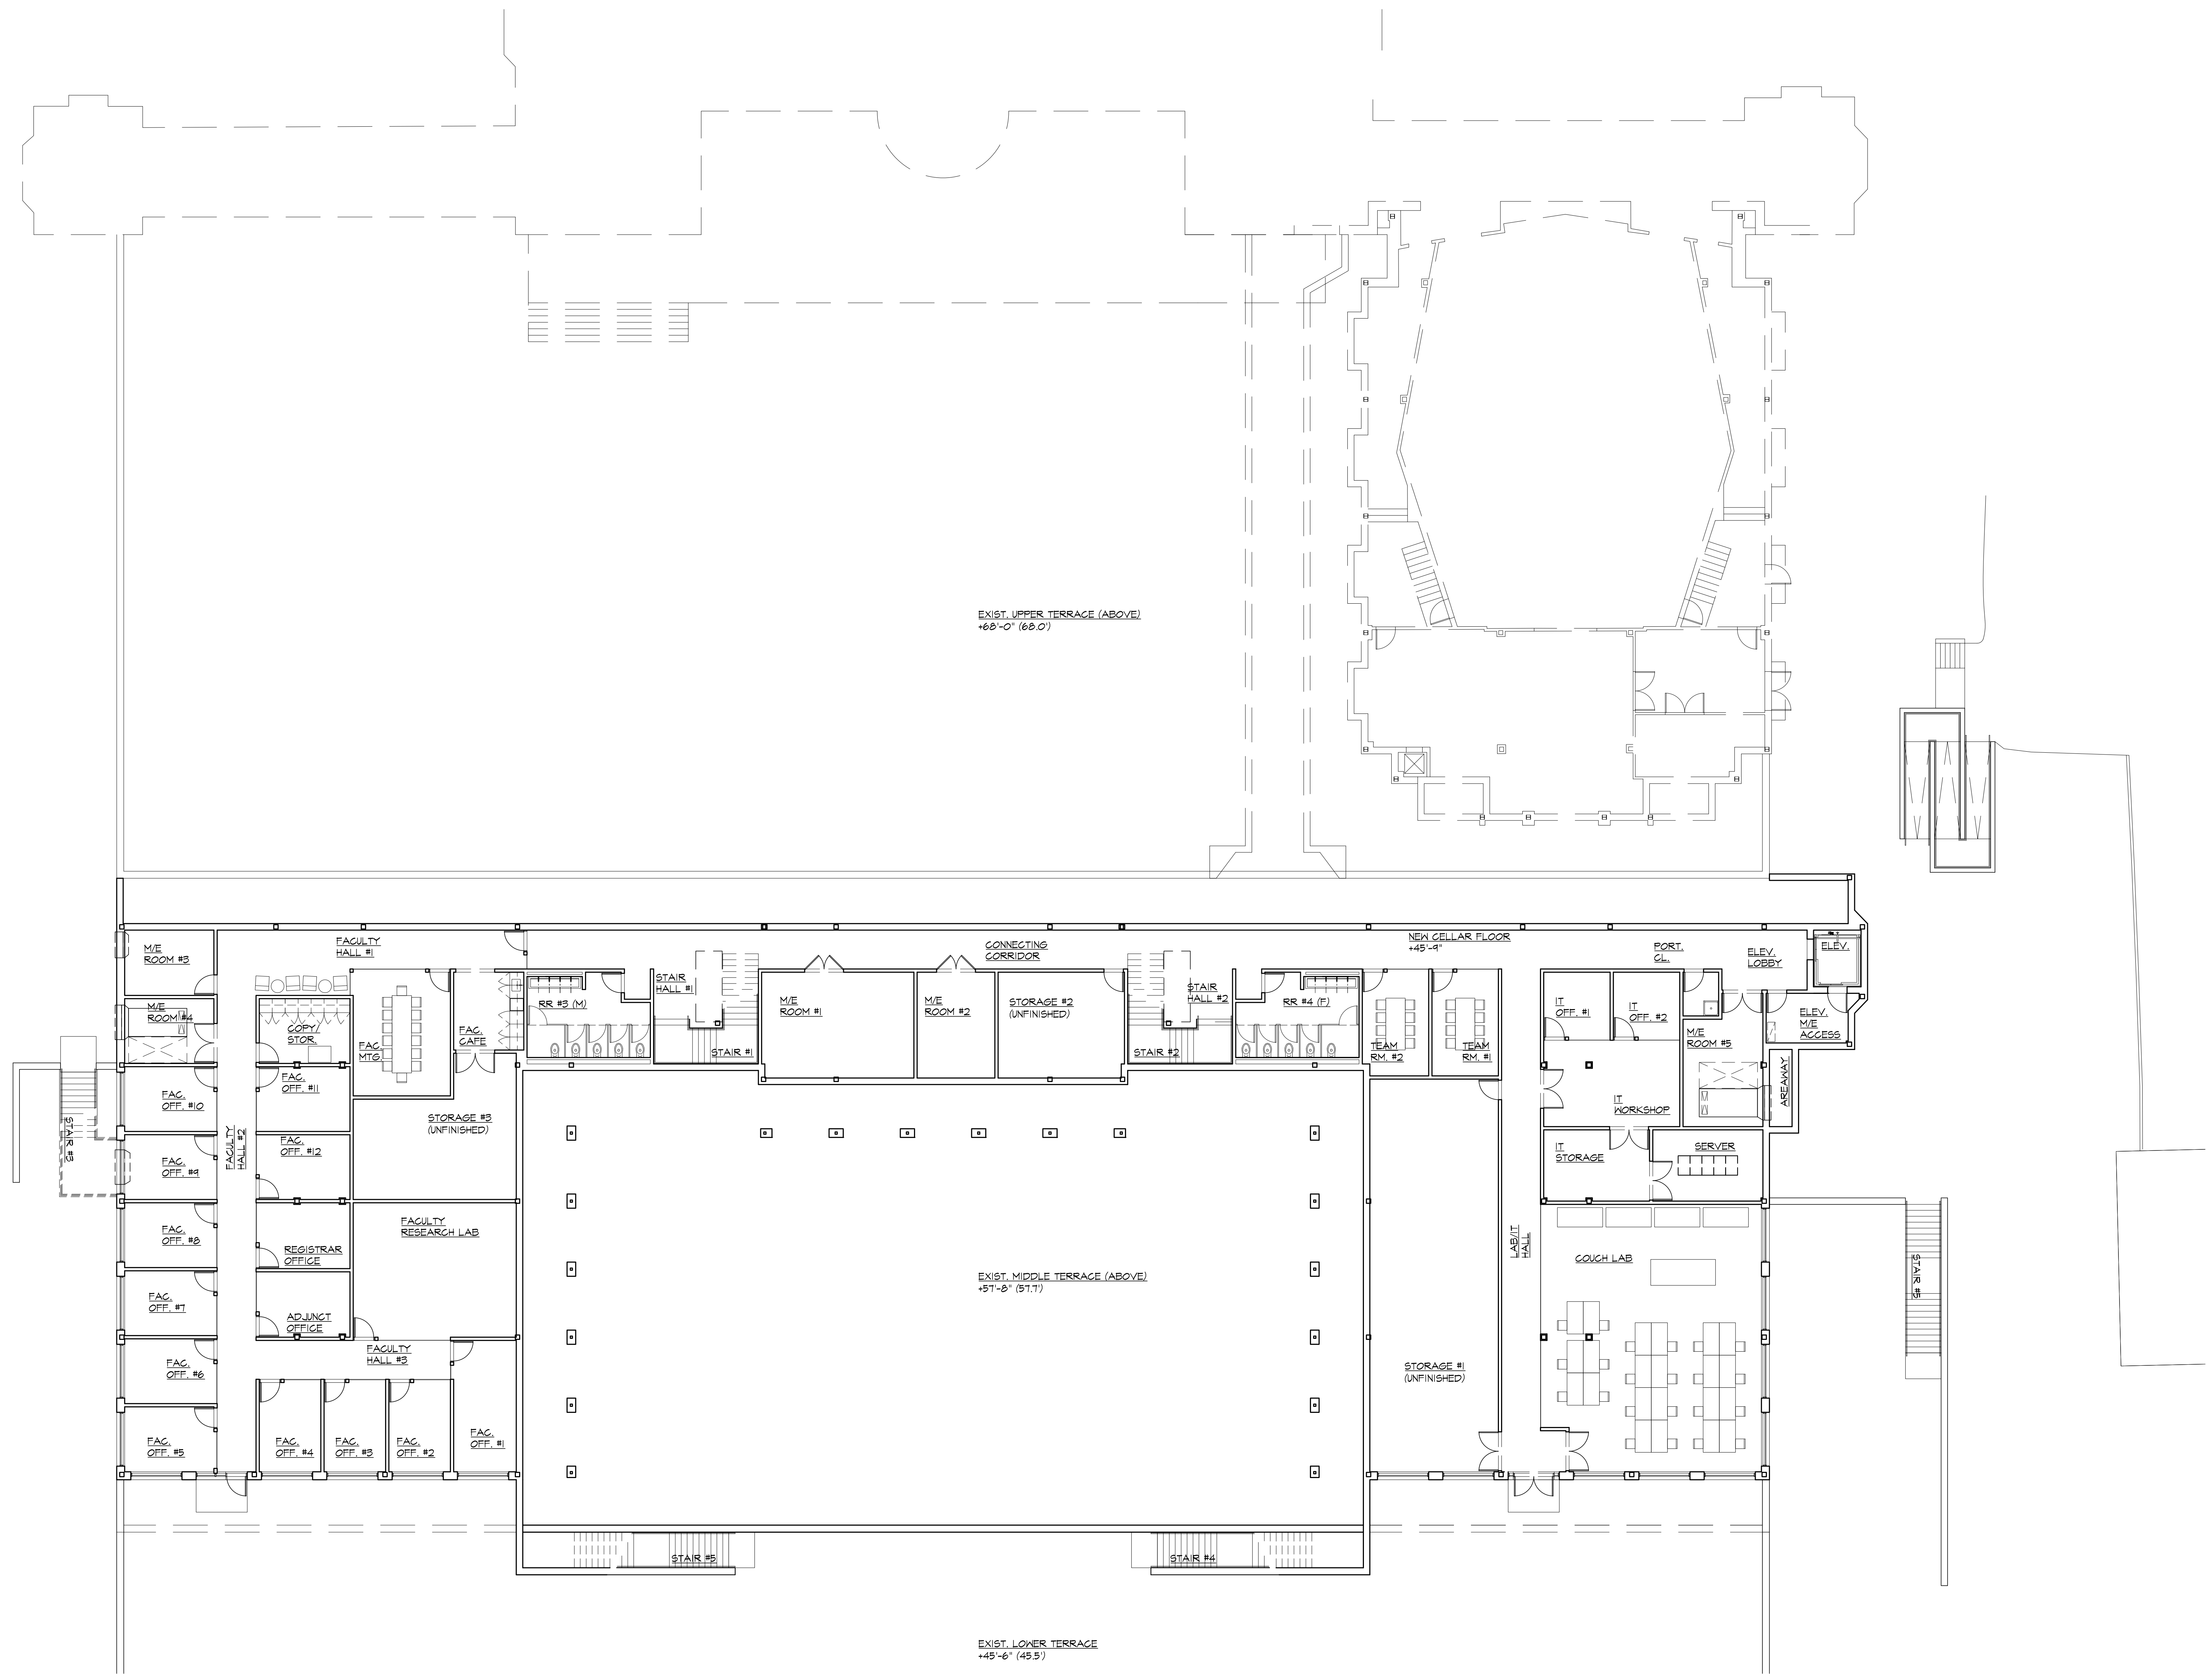 EXIST. UPPER TERRACE (ABOVE)
+68'-0" (68.0')
NEW CELLAR FLOOR
+45'-9"
FACULTY
HALL #1
CONNECTING
CORRIDOR
M/E
ROOM #3
PORT.
CL.
ELEV.
LOBBY
ELEV.
STAIR
HALL #1
STAIR
HALL #2
M/E
ROOM #4
COPY/
STOR.
FAC.
MTG.
FAC.
CAFE
RR #3 (M)
STAIR #1
M/E
ROOM #1
M/E
ROOM #2
STORAGE #2
(UNFINISHED)
STAIR #2
RR #4 (F)
TEAM
RM. #2
TEAM
RM. #1
IT
OFF. #1
IT
OFF. #2
M/E
ROOM #5
ELEV.
M/E
ACCESS
AREAWAY
FAC.
OFF. #10
FAC.
OFF. #11
STORAGE #3
(UNFINISHED)
IT
WORKSHOP
STAIR #3
FACULTY
HALL #2
FAC.
OFF. #9
FAC.
OFF. #12
IT
STORAGE
SERVER
FAC.
OFF. #8
FACULTY
RESEARCH LAB
REGISTRAR
OFFICE
LAB/IT
HALL
COUCH LAB
STAIR #5
EXIST. MIDDLE TERRACE (ABOVE)
+57'-8" (57.7')
FAC.
OFF. #7
ADJUNCT
OFFICE
FAC.
OFF. #6
FACULTY
HALL #3
STORAGE #1
(UNFINISHED)
FAC.
OFF. #5
FAC.
OFF. #4
FAC.
OFF. #3
FAC.
OFF. #2
FAC.
OFF. #1
STAIR #5
STAIR #4
EXIST. LOWER TERRACE
+45'-6" (45.5')